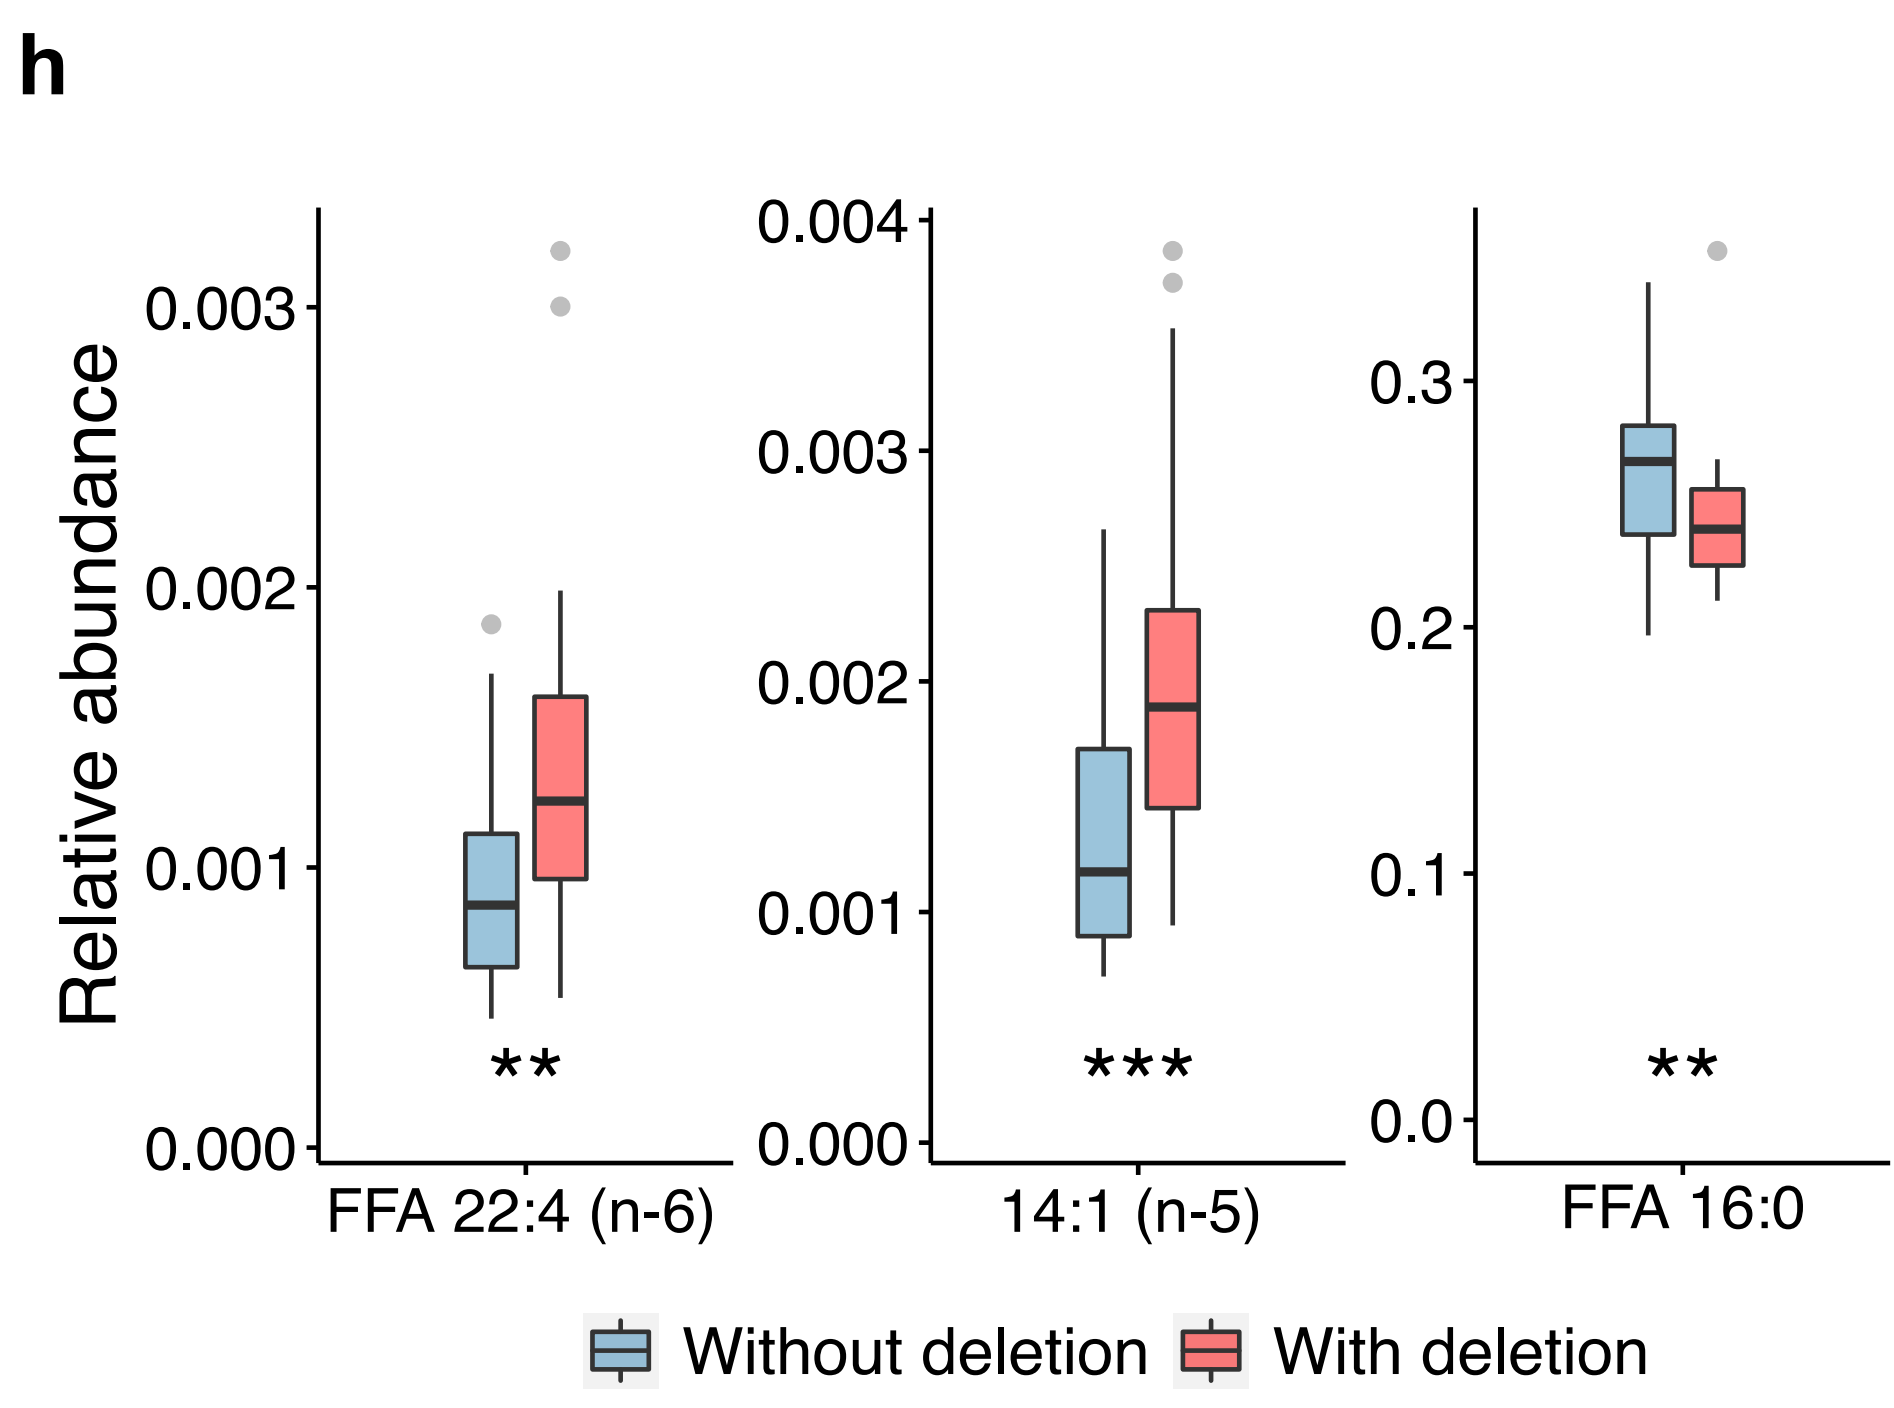 h
Relative abundance
0.003
0.002
0.001
0.000
**
FFA 22:4 (n-6)
0.004
0.003
0.002
0.001
0.000
***
14:1 (n-5)
0.3
0.2
0.1
0.0
**
FFA 16:0
Without deletion
With deletion